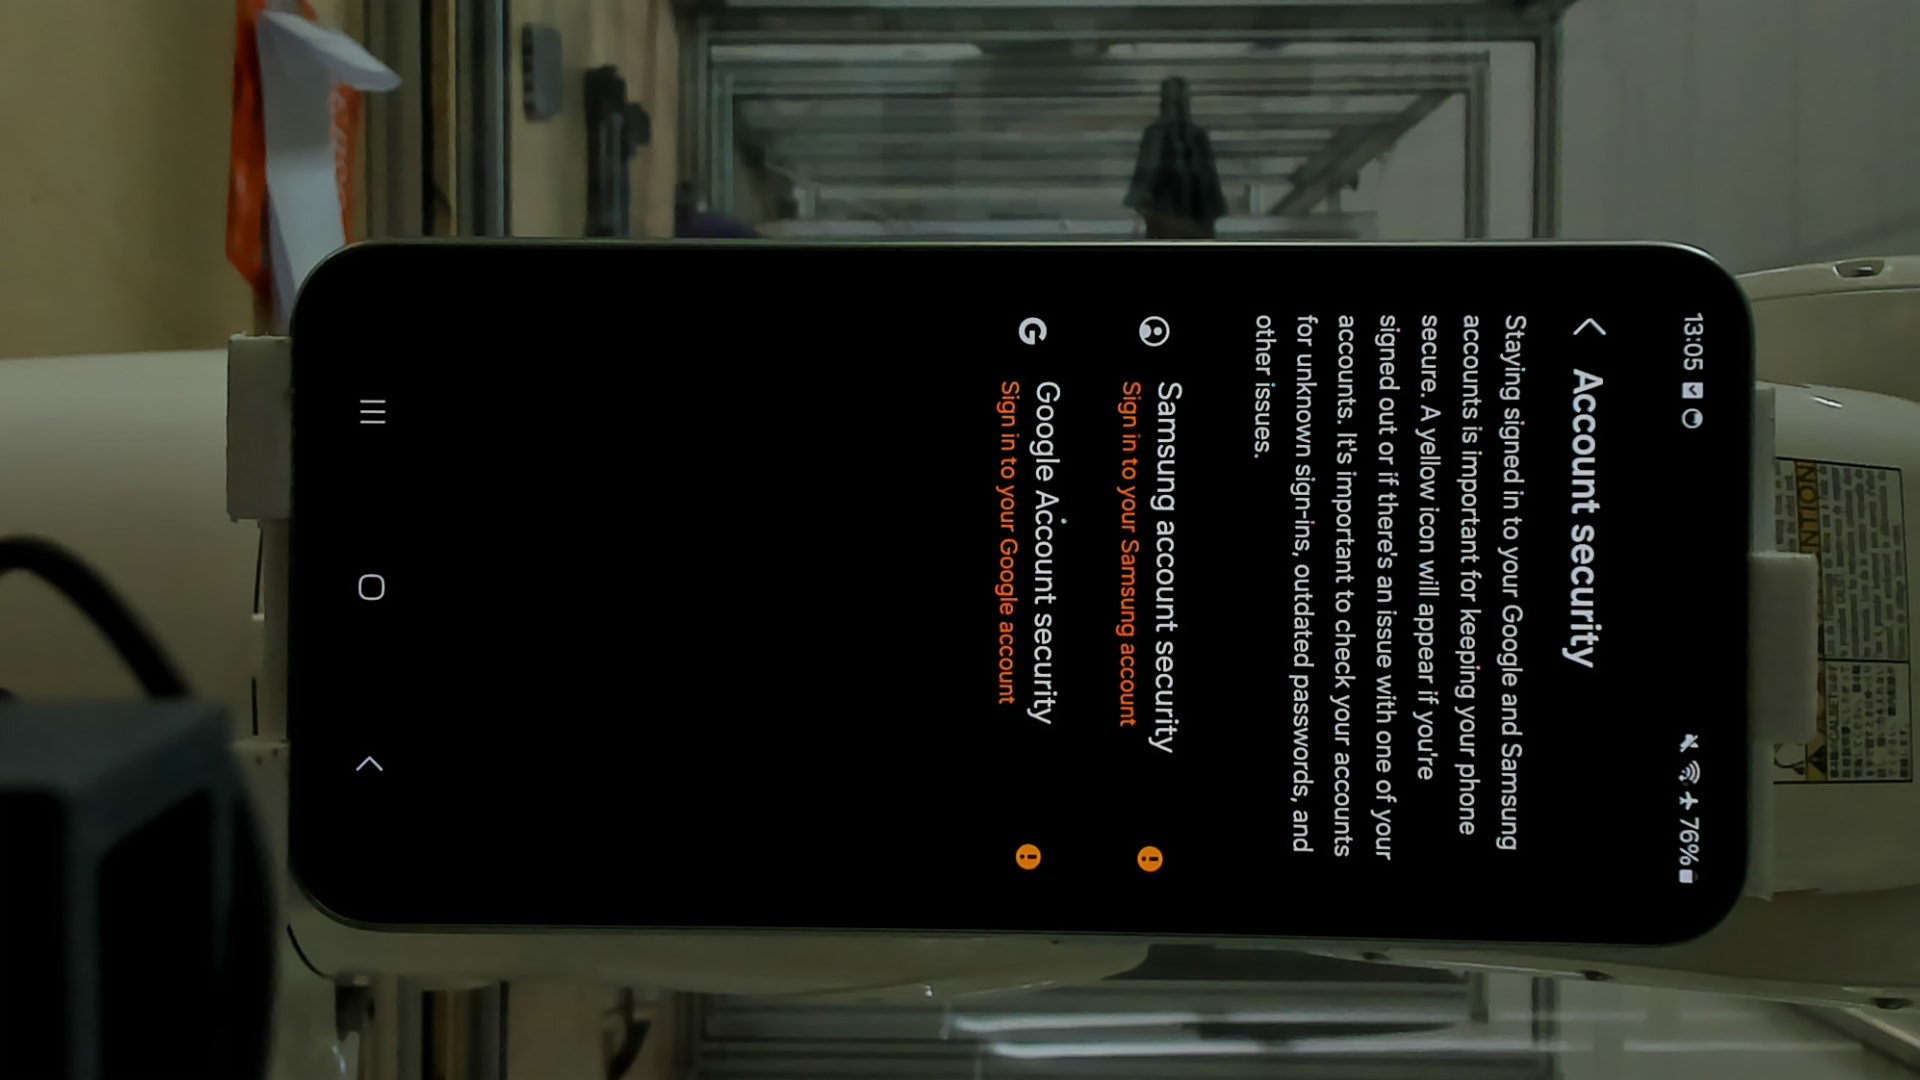 13:05
76%
Account security
Staying signed in to your Google and Samsung
accounts is important for keeping your phone
secure. A yellow icon will appear if you're
signed out or if there's an issue with one of your
accounts. It's important to check your accounts
for unknown sign-ins, outdated passwords, and
other issues.
Samsung account security
Sign in to your Samsung account
G
Google Account security
Sign in to your Google account